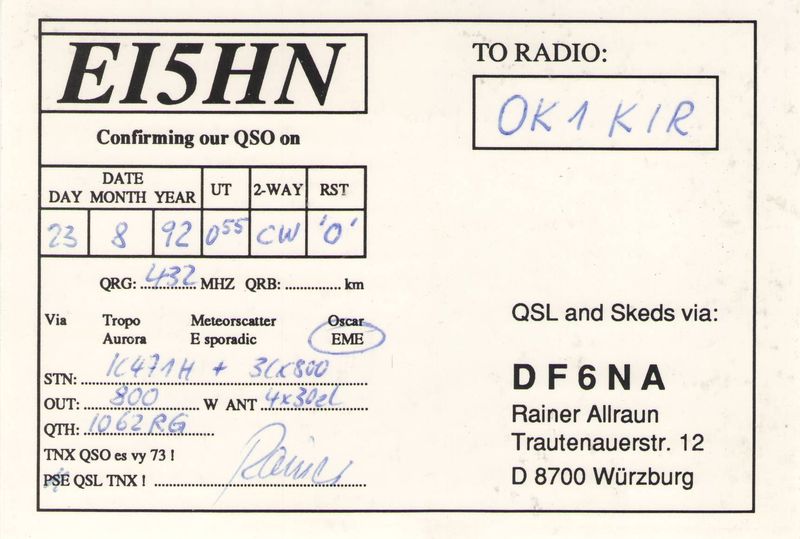 EI5HN
Confirming our QSO on
DATE
DAY MONTH YEAR UT 2-WAY RST
23 8 92 0⁵⁵ CW 'O'
QRG: 432 MHZ QRB: .............. km
Via Tropo Meteorscatter Oscar
Aurora E sporadic EME
STN: IC471H + 3CX800
OUT: 800 W ANT 4x30el
QTH: IO62RG
TNX QSO es vy 73 !
PSE QSL TNX ! Rainer
TO RADIO:
OK1KIR
QSL and Skeds via:
DF6NA
Rainer Allraun
Trautenauerstr. 12
D 8700 Würzburg